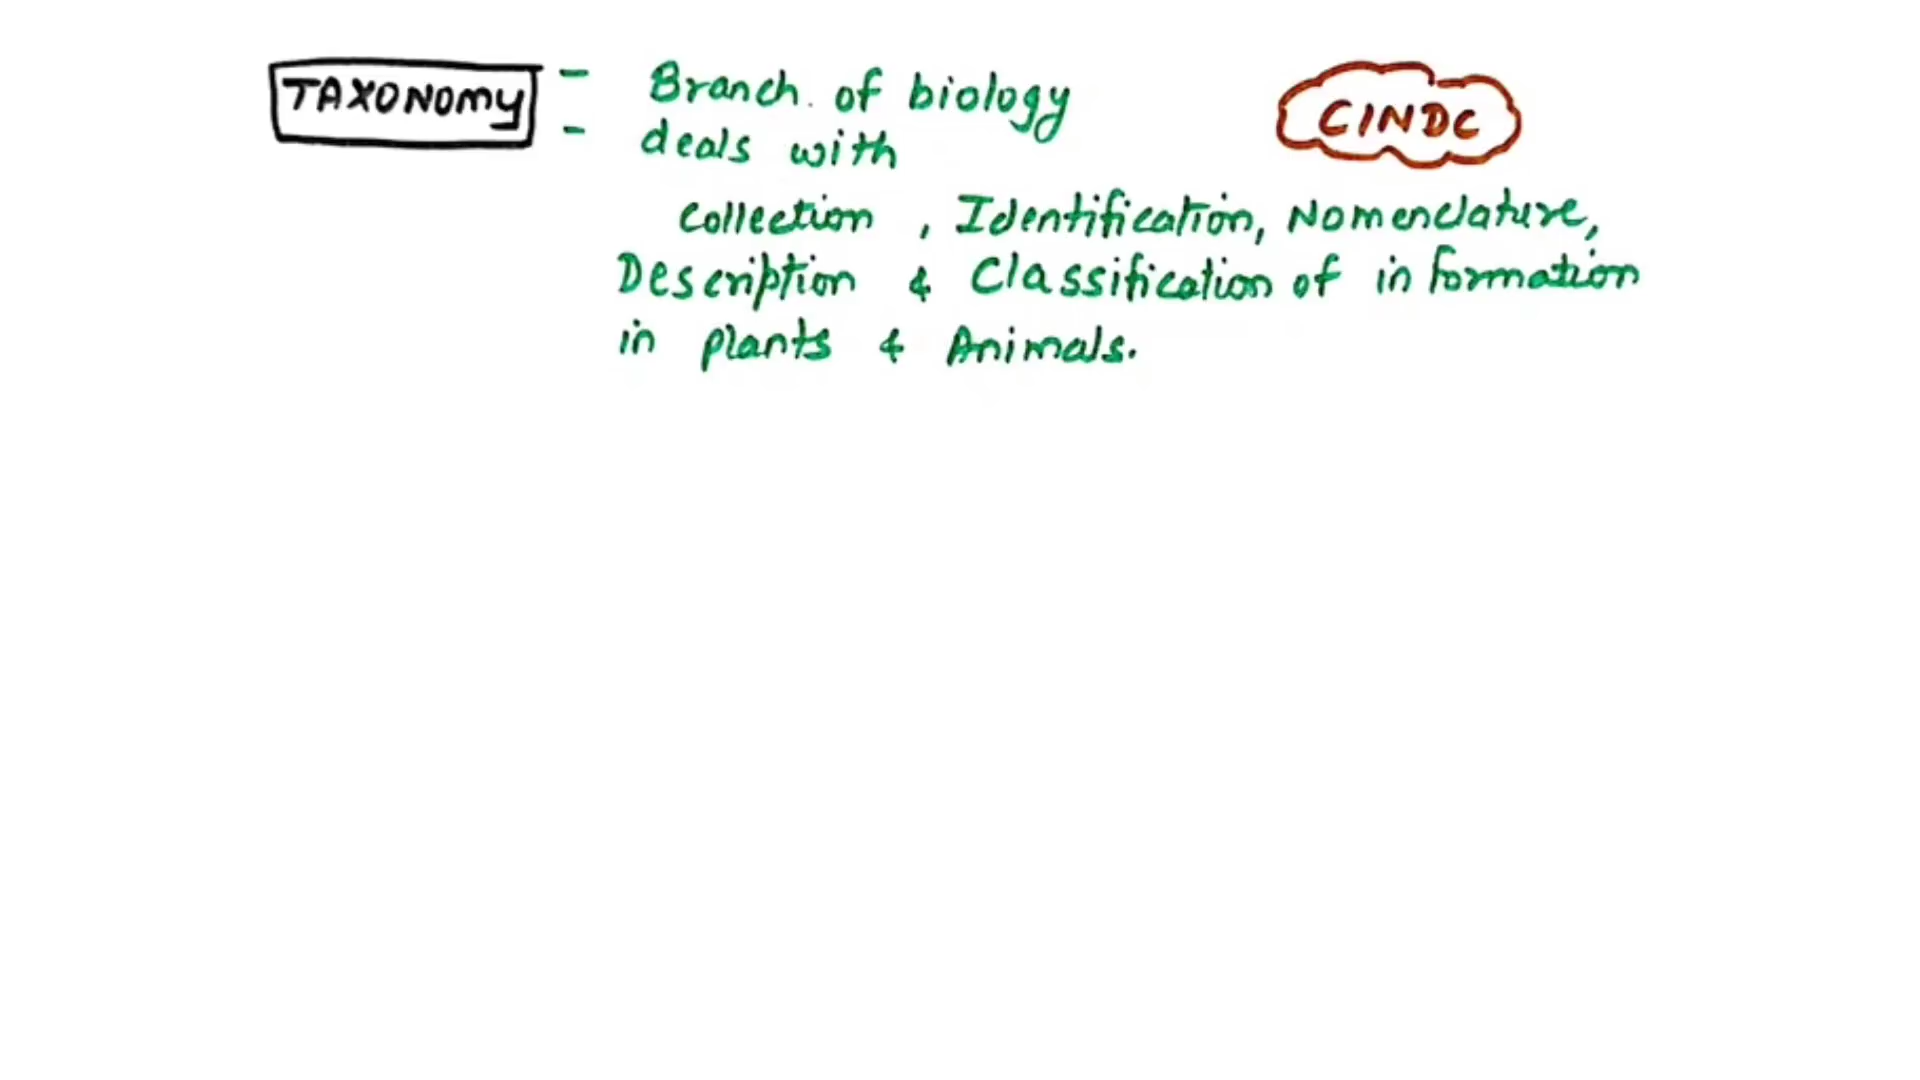 TAXONOMY - Branch of biology
- deals with
CINDC
Collection, Identification, Nomenclature,
Description & Classification of information
in plants & Animals.